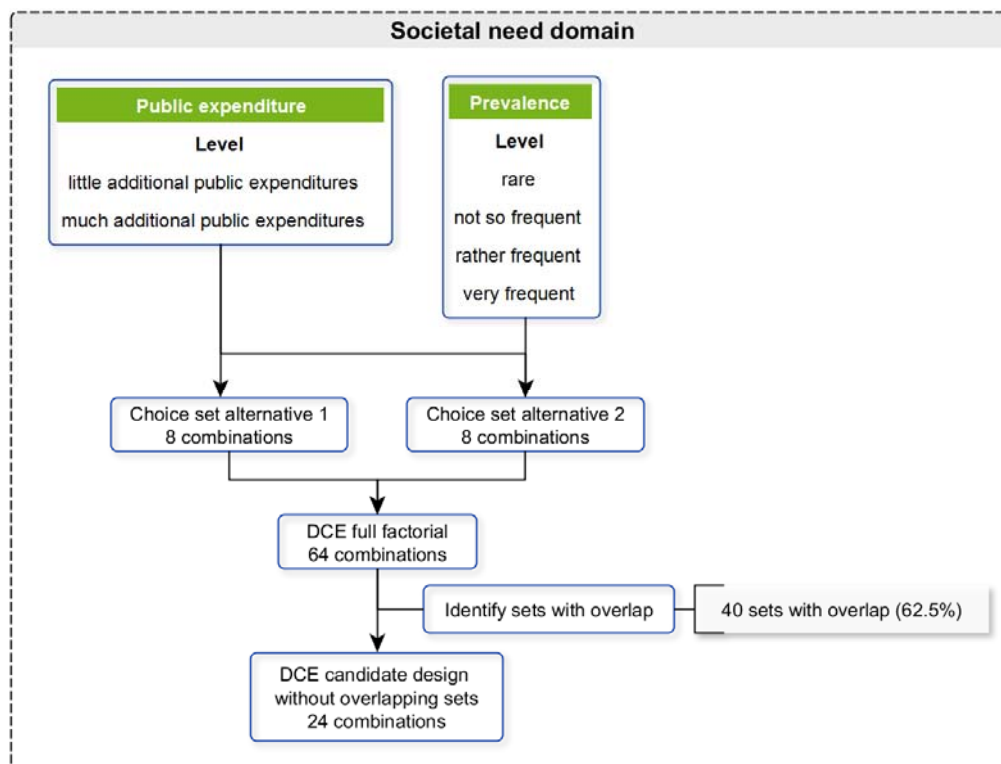 Societal need domain
Public expenditure
Level
little additional public expenditures
much additional public expenditures
Prevalence
Level
rare
not so frequent
rather frequent
very frequent
Choice set alternative 1
8 combinations
Choice set alternative 2
8 combinations
DCE full factorial
64 combinations
Identify sets with overlap
40 sets with overlap (62.5%)
DCE candidate design
without overlapping sets
24 combinations